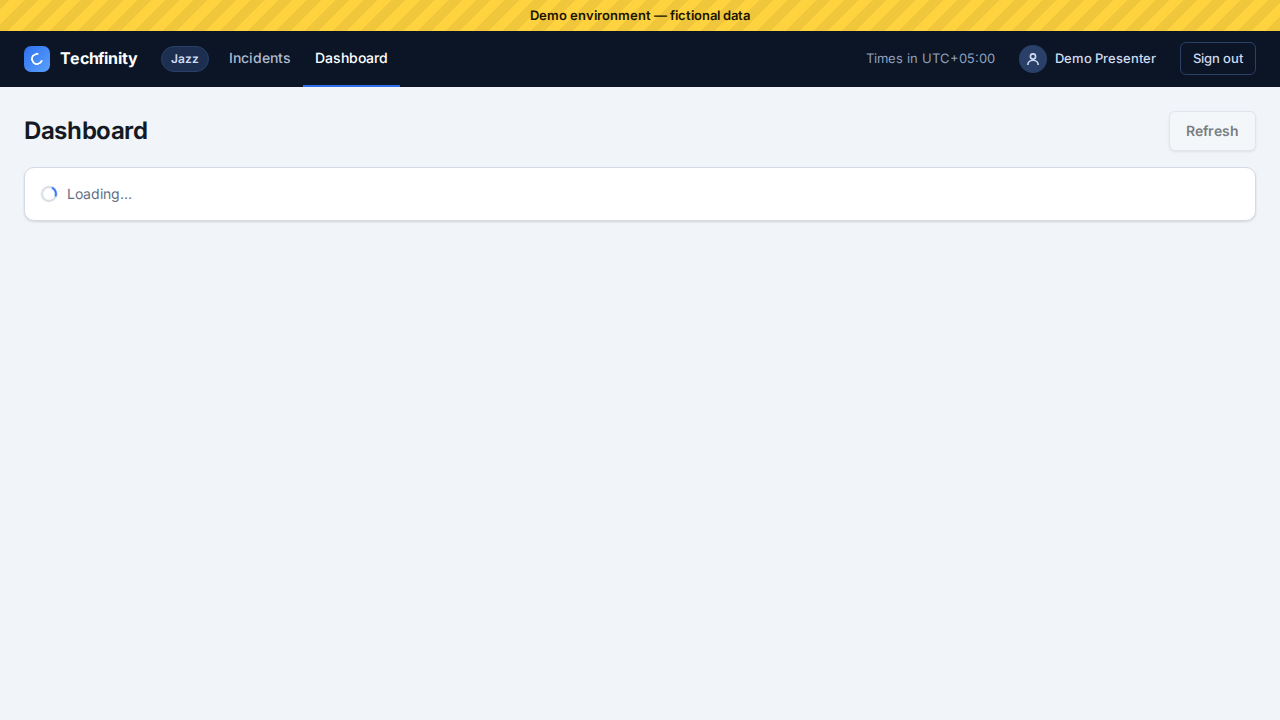 Demo environment — fictional data
Techfinity
Jazz
Incidents
Dashboard
Times in UTC+05:00
Demo Presenter
Sign out
Dashboard
Refresh
Loading...